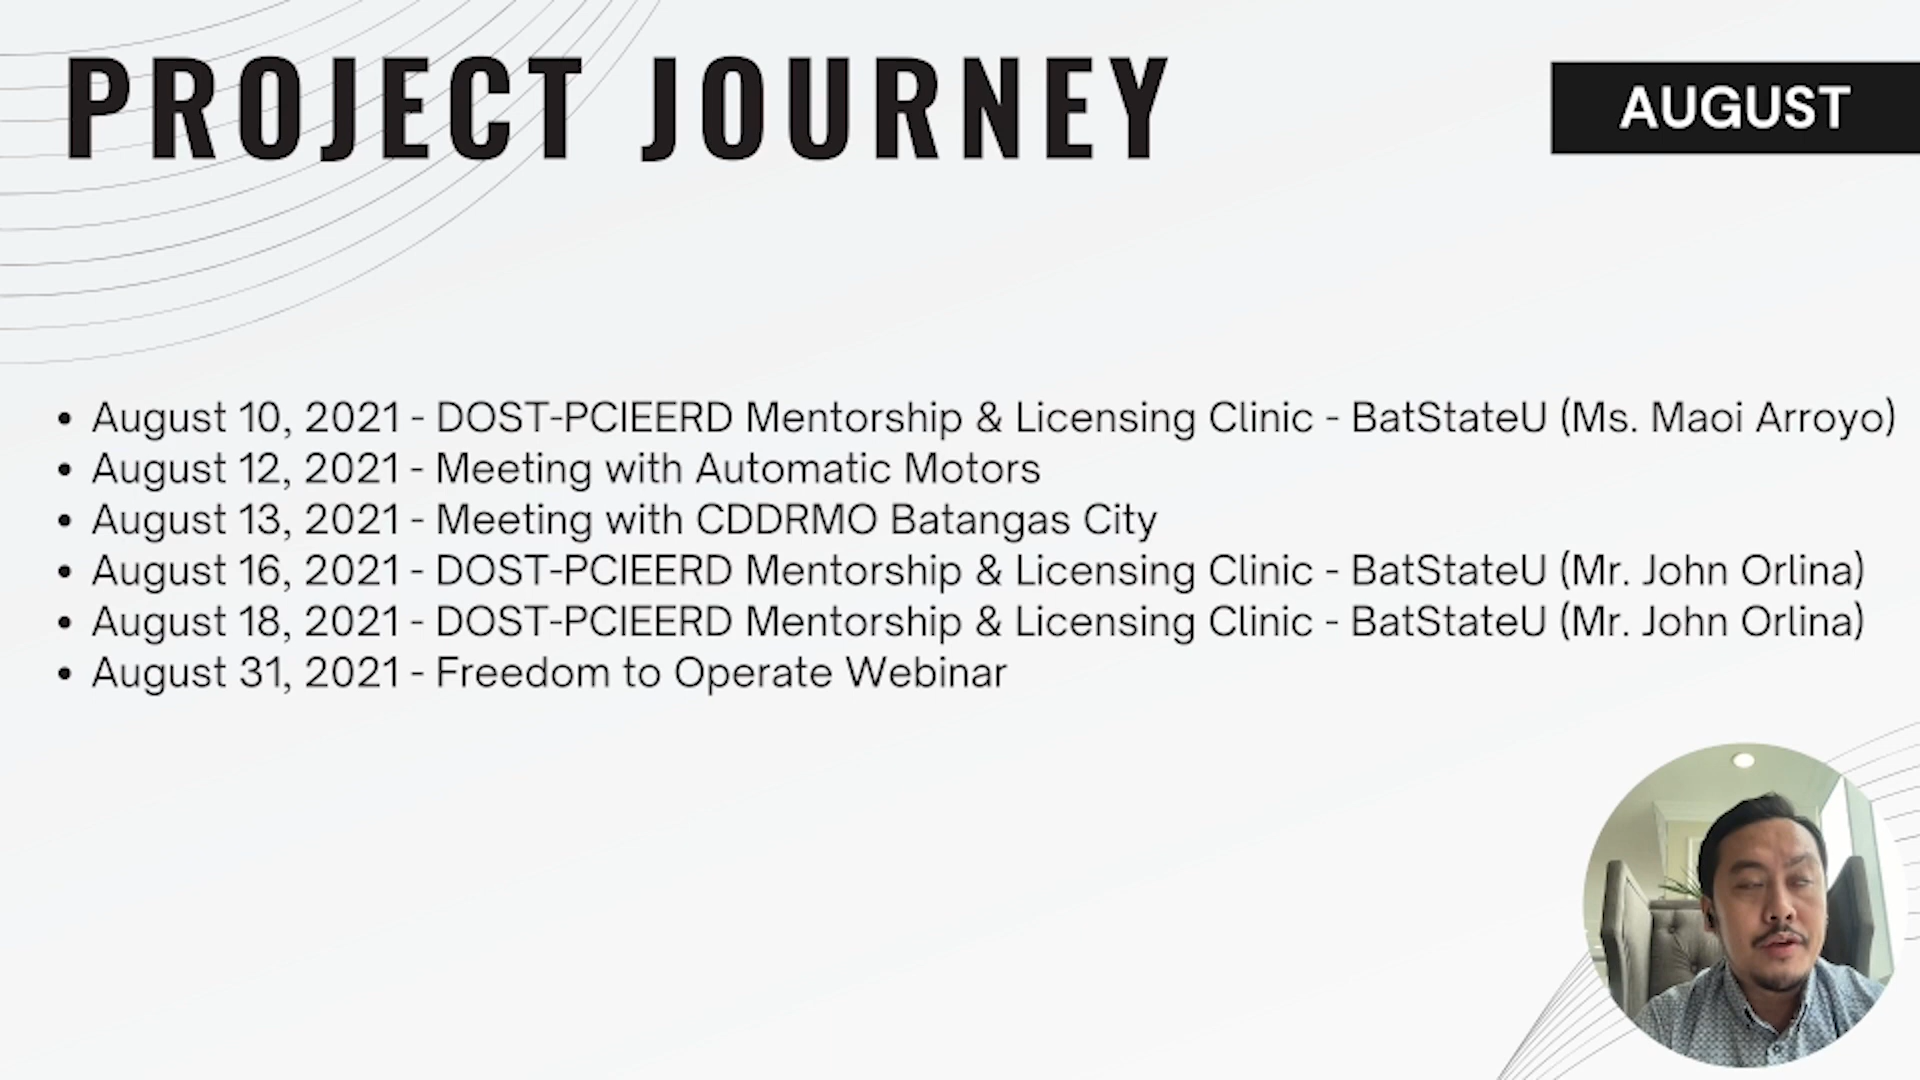 PROJECT JOURNEY
AUGUST
• August 10, 2021 - DOST-PCIEERD Mentorship & Licensing Clinic - BatStateU (Ms. Maoi Arroyo)
• August 12, 2021 - Meeting with Automatic Motors
• August 13, 2021 - Meeting with CDDRMO Batangas City
• August 16, 2021 - DOST-PCIEERD Mentorship & Licensing Clinic - BatStateU (Mr. John Orlina)
• August 18, 2021 - DOST-PCIEERD Mentorship & Licensing Clinic - BatStateU (Mr. John Orlina)
• August 31, 2021 - Freedom to Operate Webinar